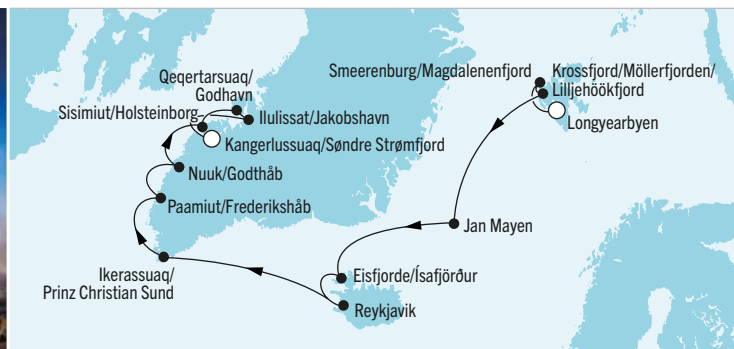 Qeqertarsuaq/
Godhavn
Sisimiut/Holsteinborg
Ilulissat/Jakobshavn
Kangerlussuaq/Søndre Strømfjord
Nuuk/Godthåb
Paamiut/Frederikshåb
Ikerassuaq/
Prinz Christian Sund
Smeerenburg/Magdalenenfjord
Krossfjord/Möllerfjorden/
Lilljehöökfjord
Longyearbyen
Jan Mayen
Eisfjorde/Ísafjörður
Reykjavik